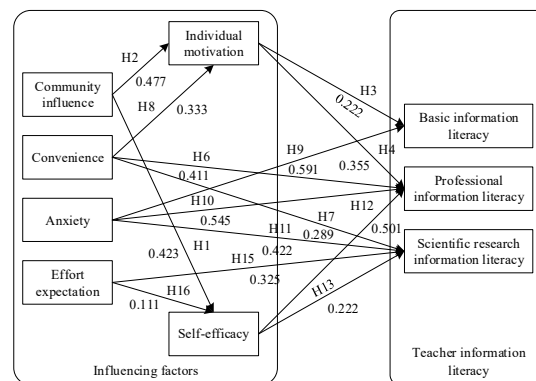 Individual
motivation
H2
0.477
H3
0.222
Community
influence
H8
0.333
Basic information
literacy
H9
0.591
H4
0.355
Convenience
H6
0.411
Professional
information literacy
H10
0.545
H12
0.501
Anxiety
H7
0.289
H11
0.422
Scientific research
information literacy
H1
0.423
Effort
expectation
H15
0.325
H16
0.111
H13
0.222
Self-efficacy
Influencing factors
Teacher information
literacy